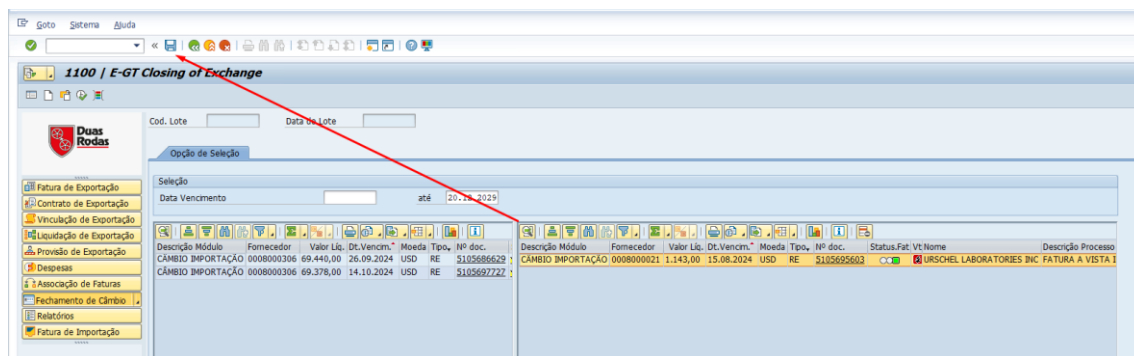 Goto Sistema Ajuda
1100 / E-GT Closing of Exchange
Duas
Rodas
Cod. Lote Data do Lote
Opção de Seleção
Seleção
Data Vencimento até 20.12.2029
Fatura de Exportação
Contrato de Exportação
Vinculação de Exportação
Liquidação de Exportação
Provisão de Exportação
Despesas
Associação de Faturas
Fechamento de Câmbio
Relatórios
Fatura de Importação
Descrição Módulo Fornecedor Valor Líq. Dt.Vencim. Moeda Tipo Nº doc.
CÂMBIO IMPORTAÇÃO 0008000306 69.440,00 26.09.2024 USD RE 5105686629
CÂMBIO IMPORTAÇÃO 0008000306 69.378,00 14.10.2024 USD RE 5105697727
Descrição Módulo Fornecedor Valor Líq. Dt.Vencim. Moeda Tipo Nº doc. Status.Fat Vt Nome Descrição Processo
CÂMBIO IMPORTAÇÃO 0008000021 1.143,00 15.08.2024 USD RE 5105695603 URSCHEL LABORATORIES INC FATURA A VISTA I